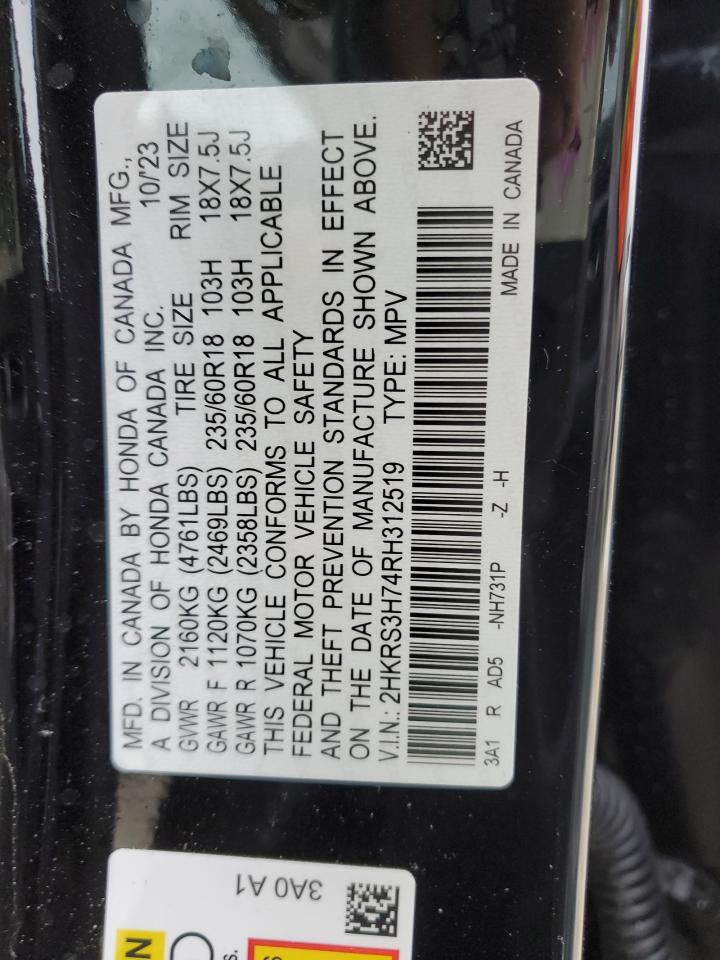 MFD. IN CANADA BY HONDA OF CANADA MFG.,
A DIVISION OF HONDA CANADA INC. 10/'23
GVWR 2160KG (4761LBS) TIRE SIZE RIM SIZE
GAWR F 1120KG (2469LBS) 235/60R18 103H 18X7.5J
GAWR R 1070KG (2358LBS) 235/60R18 103H 18X7.5J
THIS VEHICLE CONFORMS TO ALL APPLICABLE
FEDERAL MOTOR VEHICLE SAFETY
AND THEFT PREVENTION STANDARDS IN EFFECT
ON THE DATE OF MANUFACTURE SHOWN ABOVE.
V.I.N.: 2HKRS3H74RH312519 TYPE: MPV
3A1 R AD5 -NH731P -Z -H
MADE IN CANADA
3A0 A1